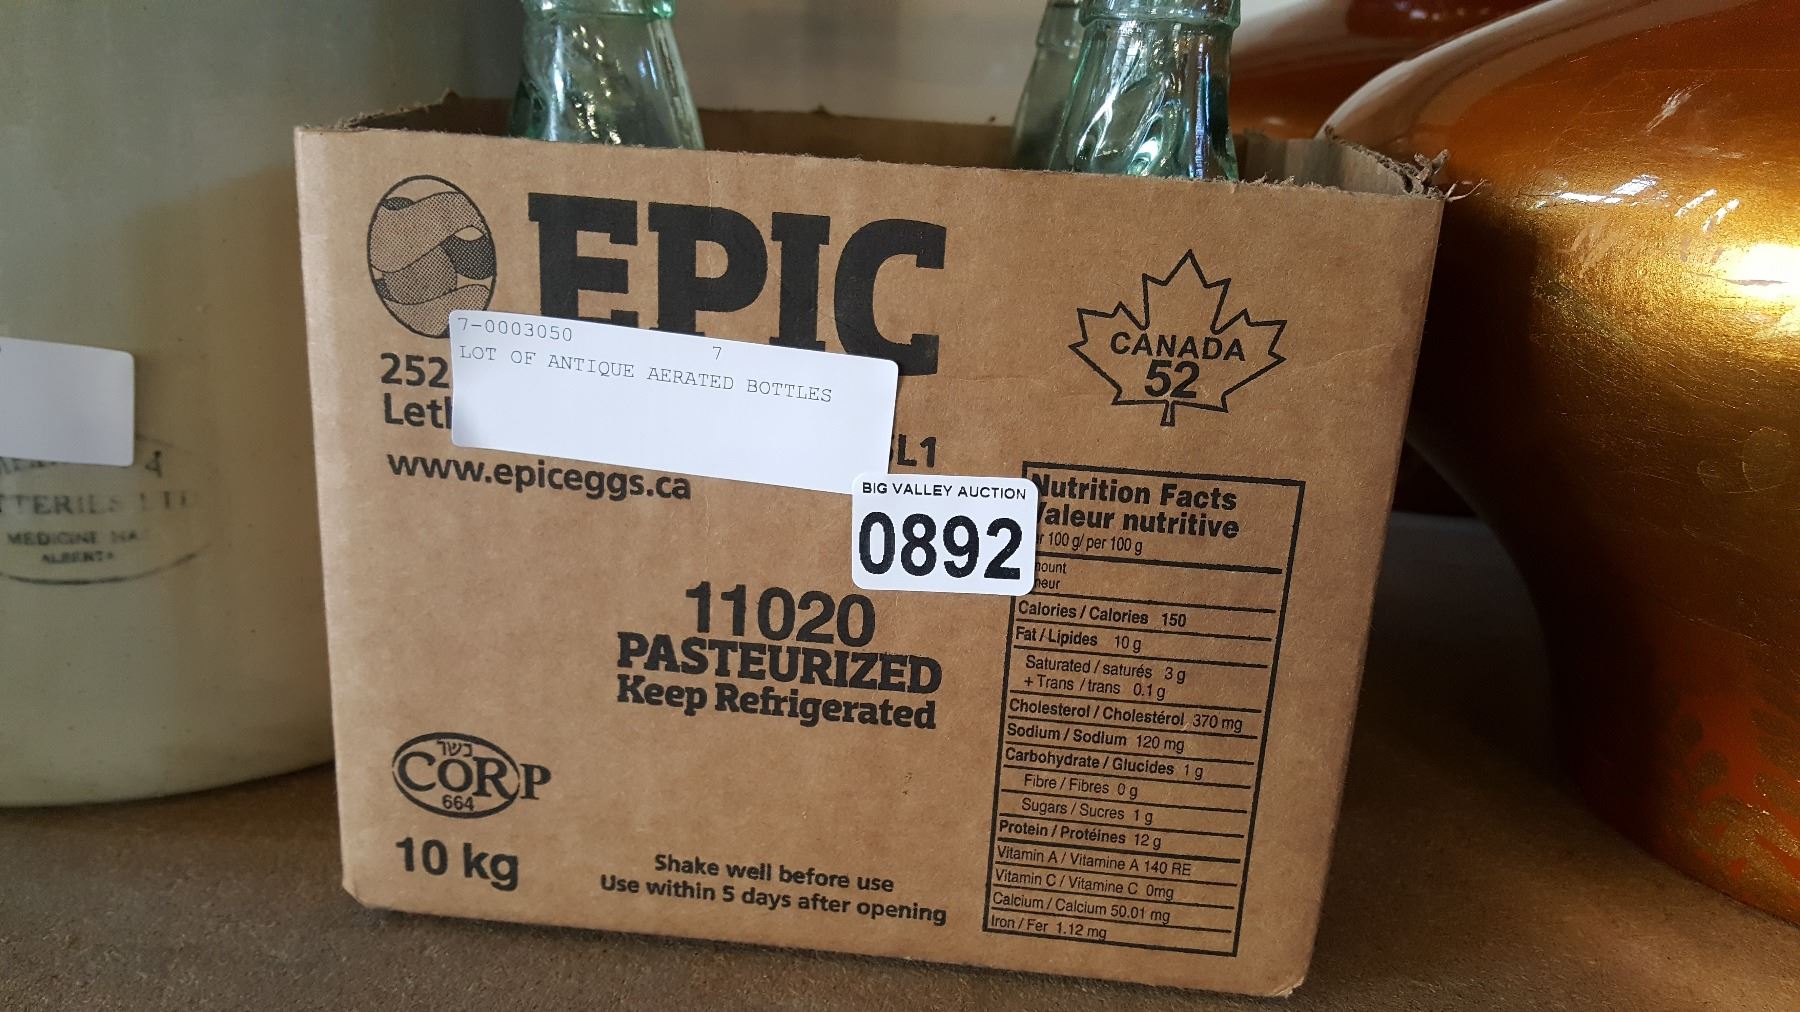 EPIC
7-0003050 7
LOT OF ANTIQUE AERATED BOTTLES
252
Let
L1
www.epiceggs.ca
CANADA
52
BIG VALLEY AUCTION
0892
11020
PASTEURIZED
Keep Refrigerated
כשר
CORP
664
10 kg
Shake well before use
Use within 5 days after opening
Nutrition Facts
Valeur nutritive
100 g/ per 100 g
Calories / Calories 150
Fat / Lipides 10 g
Saturated / saturés 3 g
+ Trans / trans 0.1 g
Cholesterol / Cholestérol 370 mg
Sodium / Sodium 120 mg
Carbohydrate / Glucides 1 g
Fibre / Fibres 0 g
Sugars / Sucres 1 g
Protein / Protéines 12 g
Vitamin A / Vitamine A 140 RE
Vitamin C / Vitamine C 0mg
Calcium / Calcium 50.01 mg
Iron / Fer 1.12 mg
4
MEDICINE HA
ALBERTA